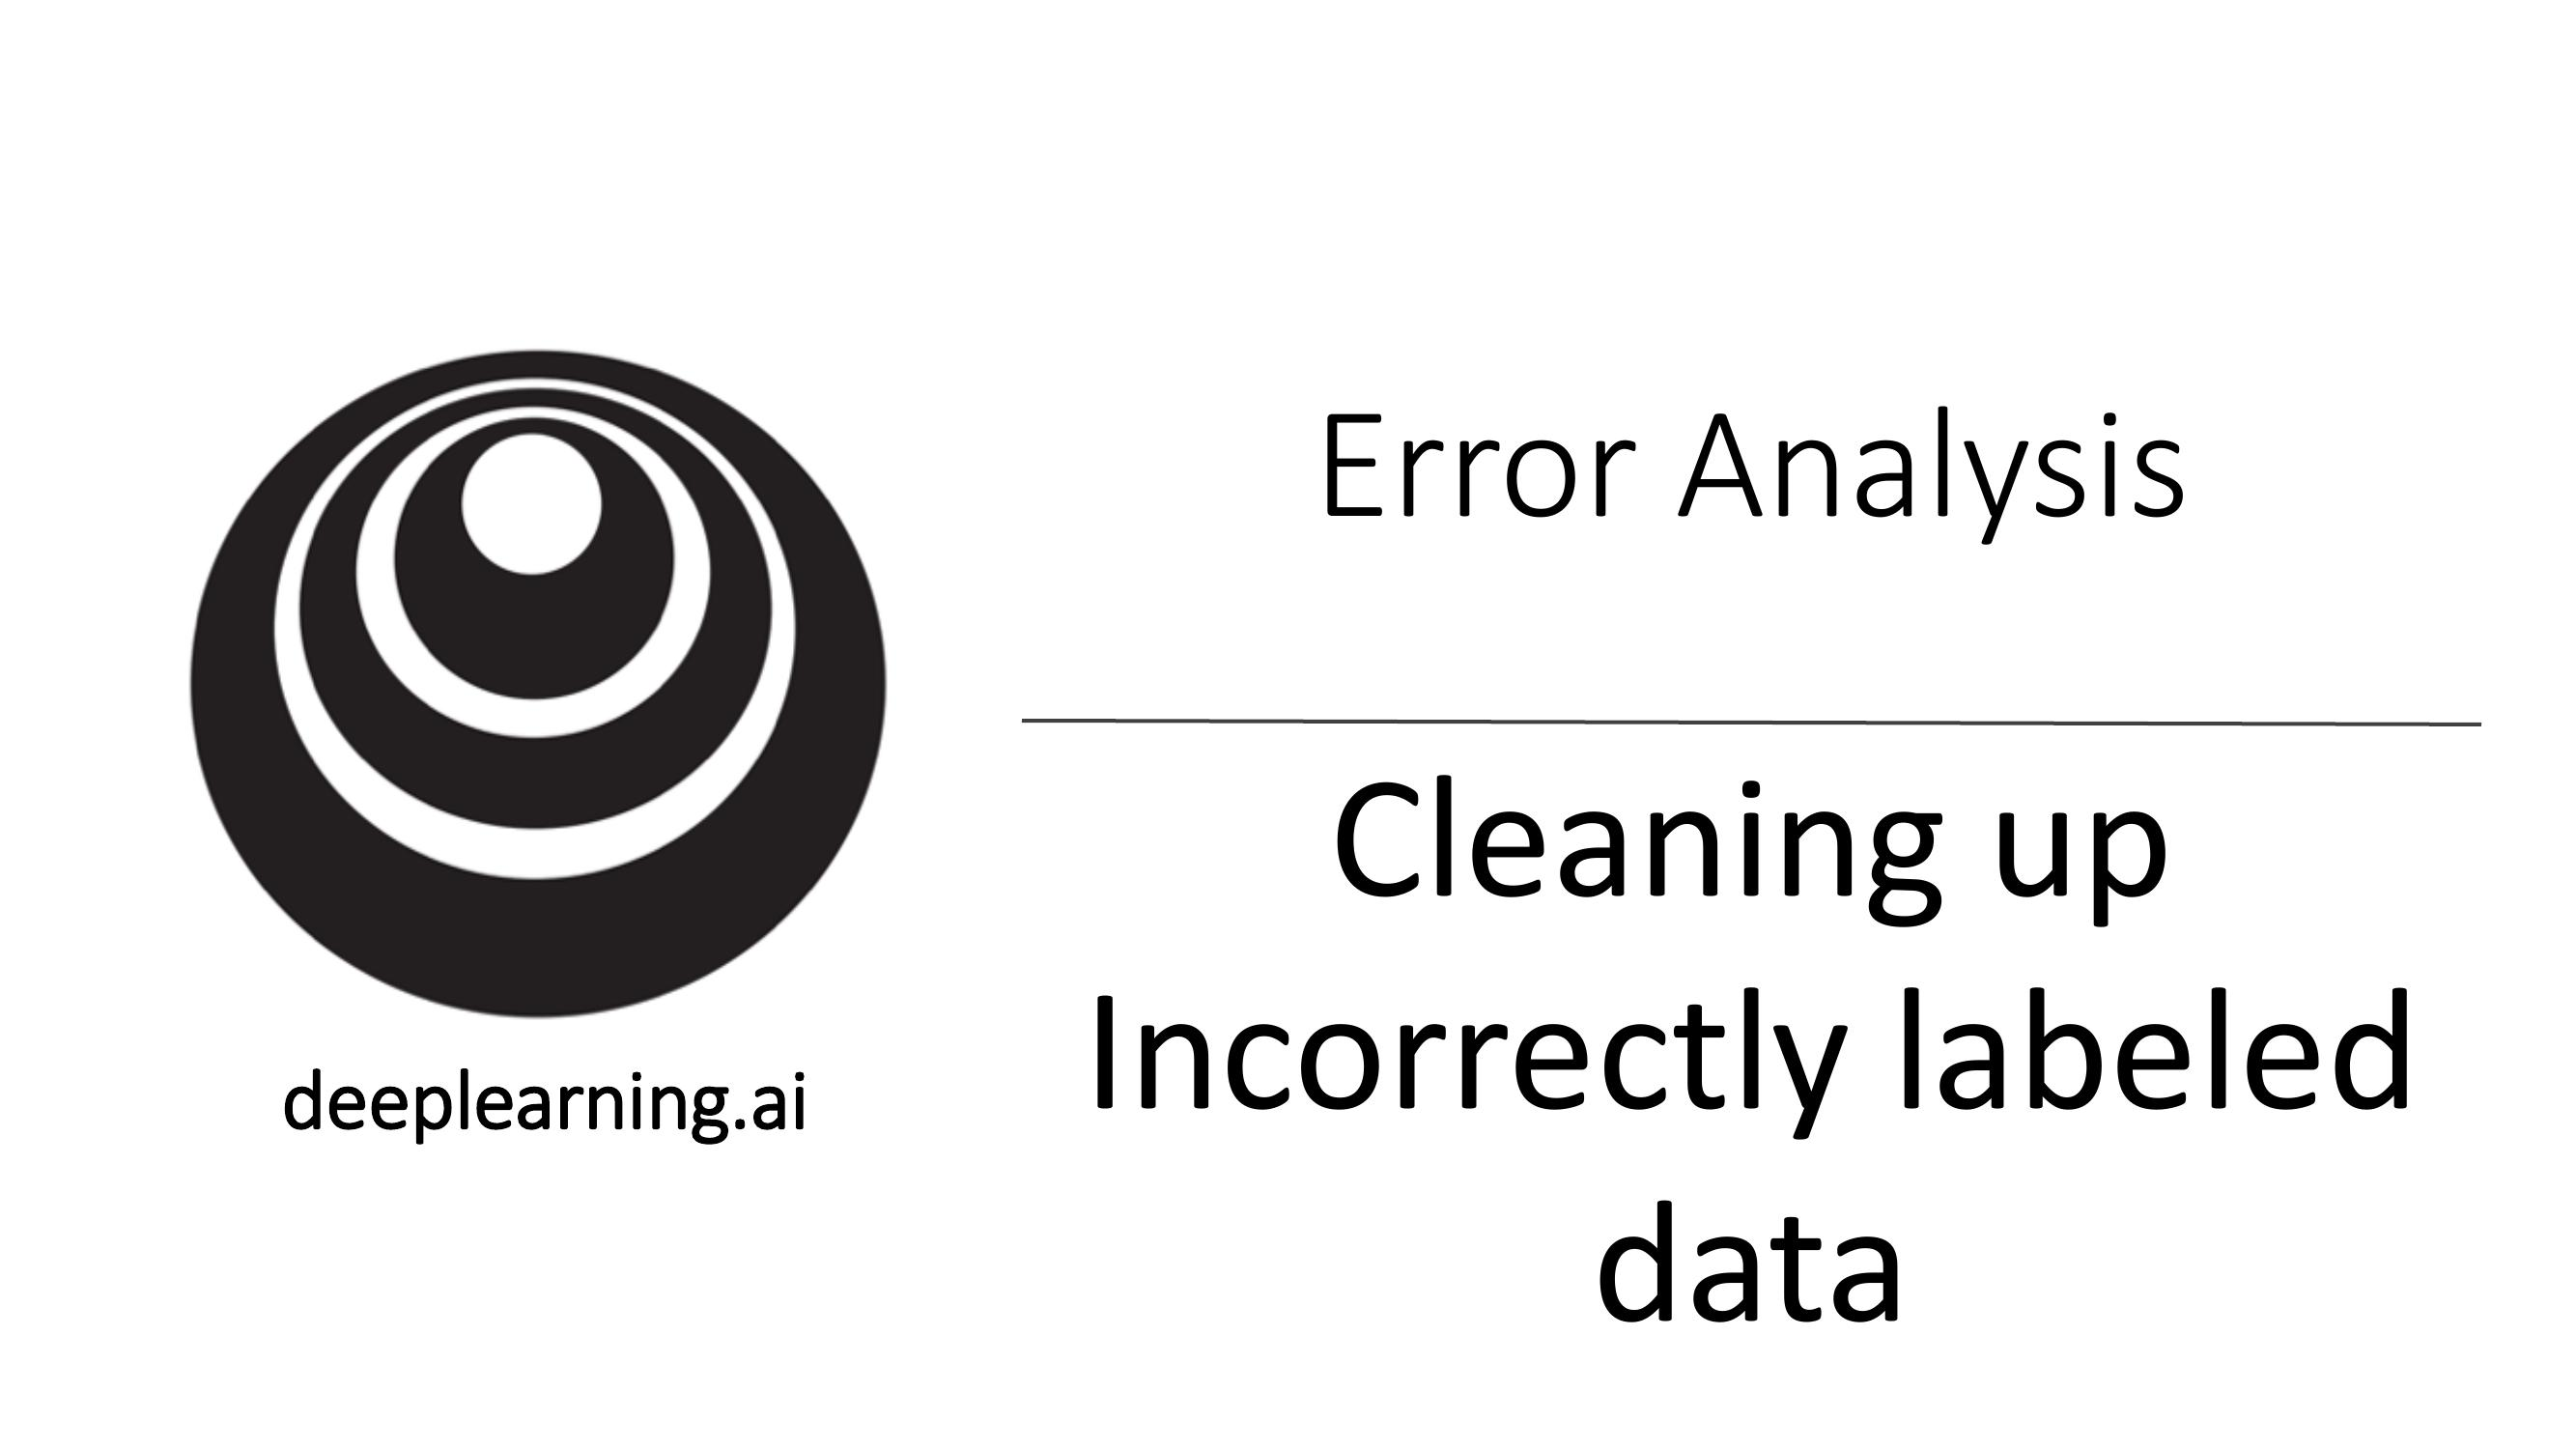 deeplearning.ai
Error Analysis
Cleaning up
Incorrectly labeled
data